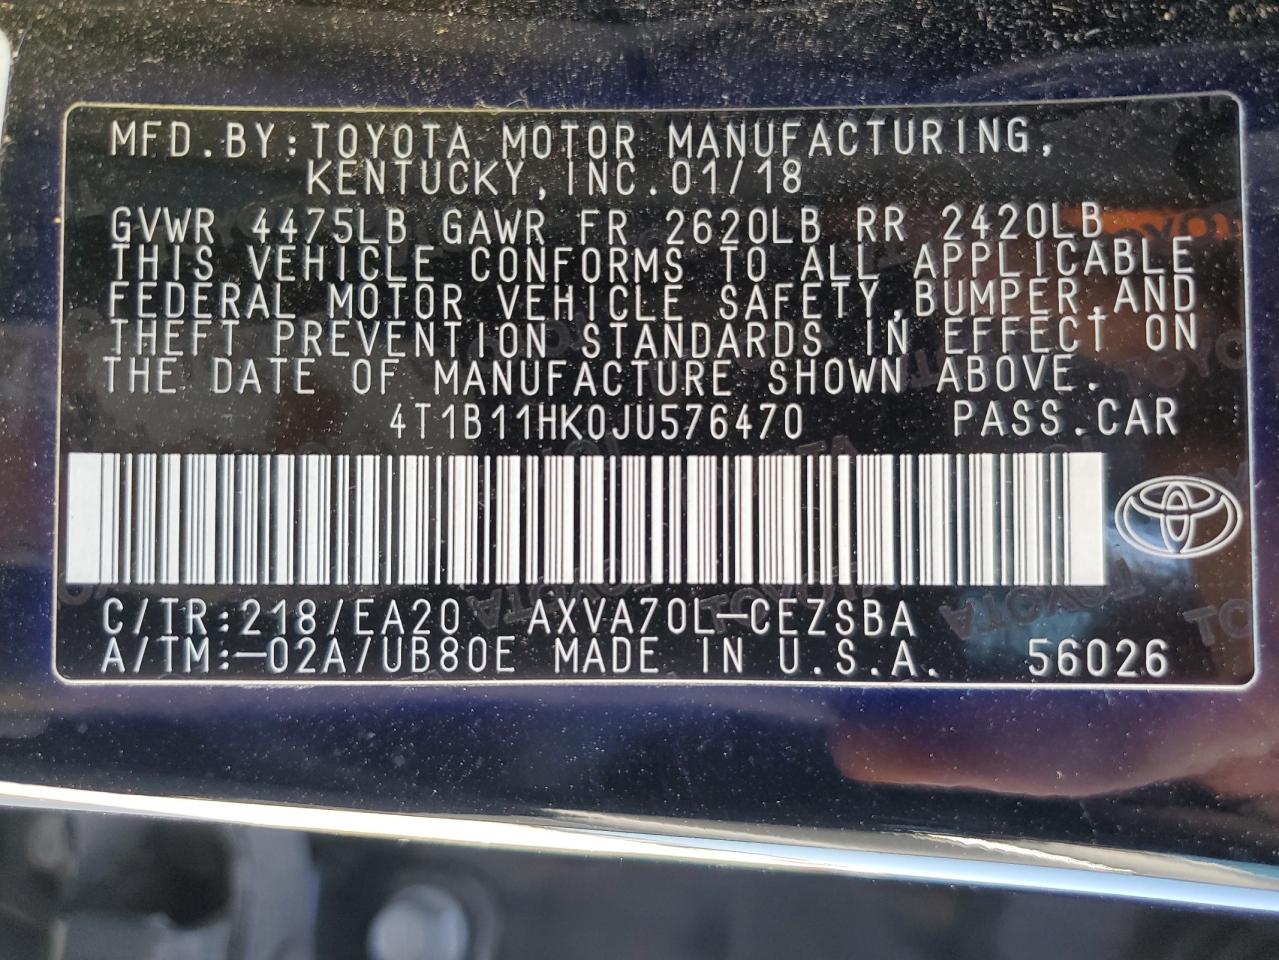 MFD.BY:TOYOTA MOTOR MANUFACTURING,
KENTUCKY,INC.01/18
GVWR 4475LB GAWR FR 2620LB RR 2420LB
THIS VEHICLE CONFORMS TO ALL APPLICABLE
FEDERAL MOTOR VEHICLE SAFETY,BUMPER,AND
THEFT PREVENTION STANDARDS IN EFFECT ON
THE DATE OF MANUFACTURE SHOWN ABOVE.
4T1B11HK0JU576470 PASS.CAR
C/TR:218/EA20 AXVA70L-CEZSBA
A/TM:-02A/UB80E MADE IN U.S.A. 56026